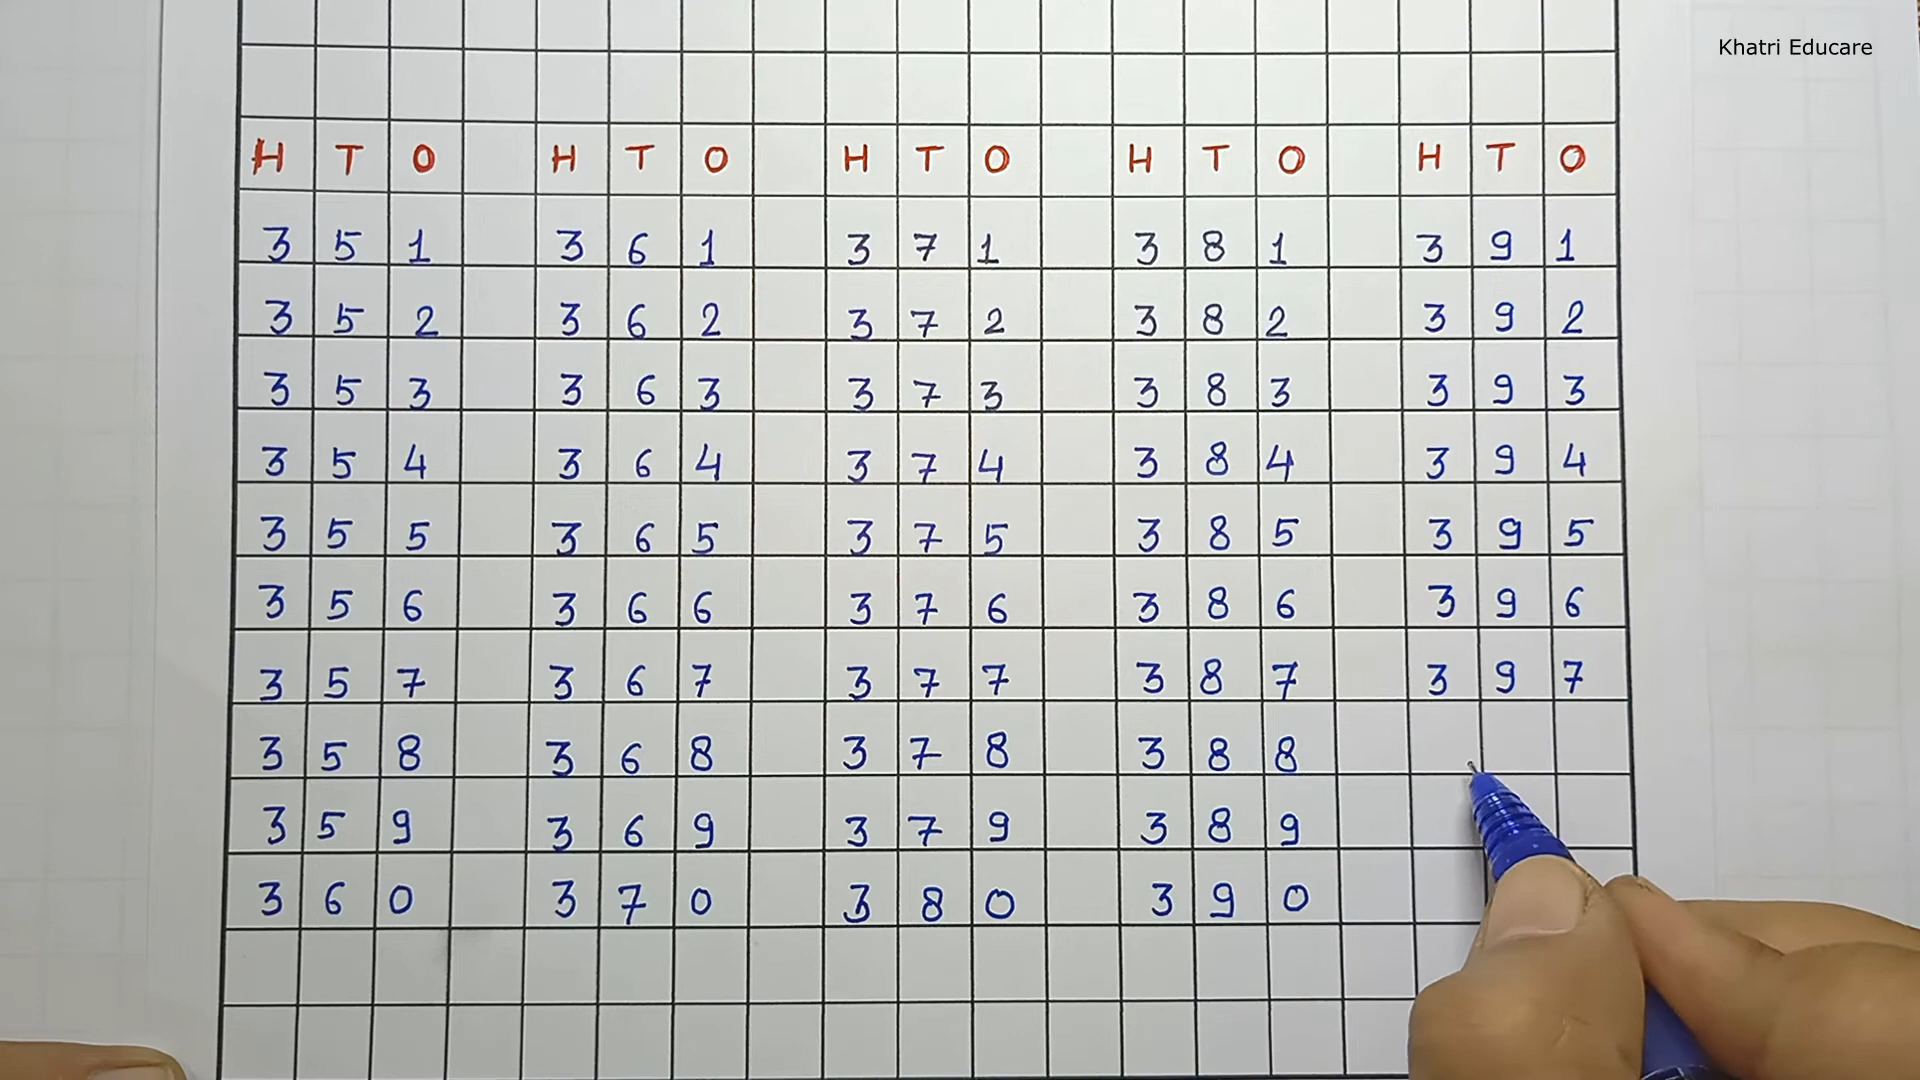 Khatri Educare
H T O H T O H T O H T O H T O
3 5 1 3 6 1 3 7 1 3 8 1 3 9 1
3 5 2 3 6 2 3 7 2 3 8 2 3 9 2
3 5 3 3 6 3 3 7 3 3 8 3 3 9 3
3 5 4 3 6 4 3 7 4 3 8 4 3 9 4
3 5 5 3 6 5 3 7 5 3 8 5 3 9 5
3 5 6 3 6 6 3 7 6 3 8 6 3 9 6
3 5 7 3 6 7 3 7 7 3 8 7 3 9 7
3 5 8 3 6 8 3 7 8 3 8 8
3 5 9 3 6 9 3 7 9 3 8 9
3 6 0 3 7 0 3 8 0 3 9 0